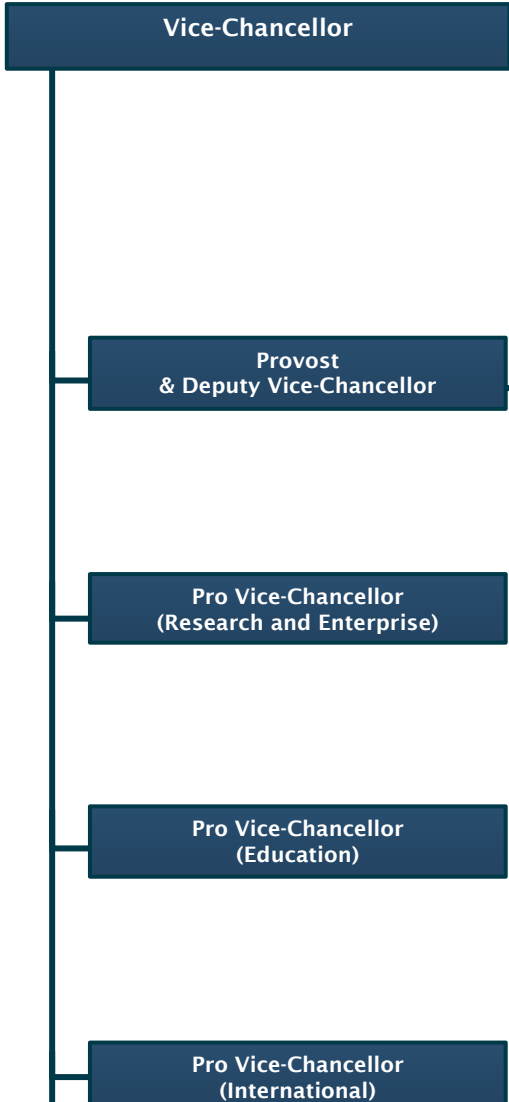 Vice-Chancellor
Provost
& Deputy Vice-Chancellor
Pro Vice-Chancellor
(Research and Enterprise)
Pro Vice-Chancellor
(Education)
Pro Vice-Chancellor
(International)